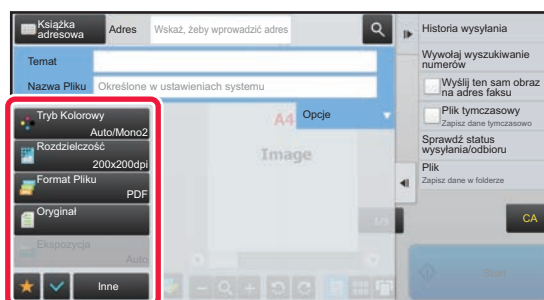 Książka
adresowa
Adres
Wskaż, żeby wprowadzić adres
Temat
Nazwa Pliku
Określone w ustawieniach systemu
Tryb Kolorowy
Auto/Mono2
Rozdzielczość
200x200dpi
Format Pliku
PDF
Oryginał
Ekspozycja
Auto
Inne
A4
Opcje
Image
1/5
Historia wysyłania
Wywołaj wyszukiwanie
numerów
Wyślij ten sam obraz
na adres faksu
Plik tymczasowy
Zapisz dane tymczasowo
Sprawdź status
wysyłania/odbioru
Plik
Zapisz dane w folderze
CA
Start